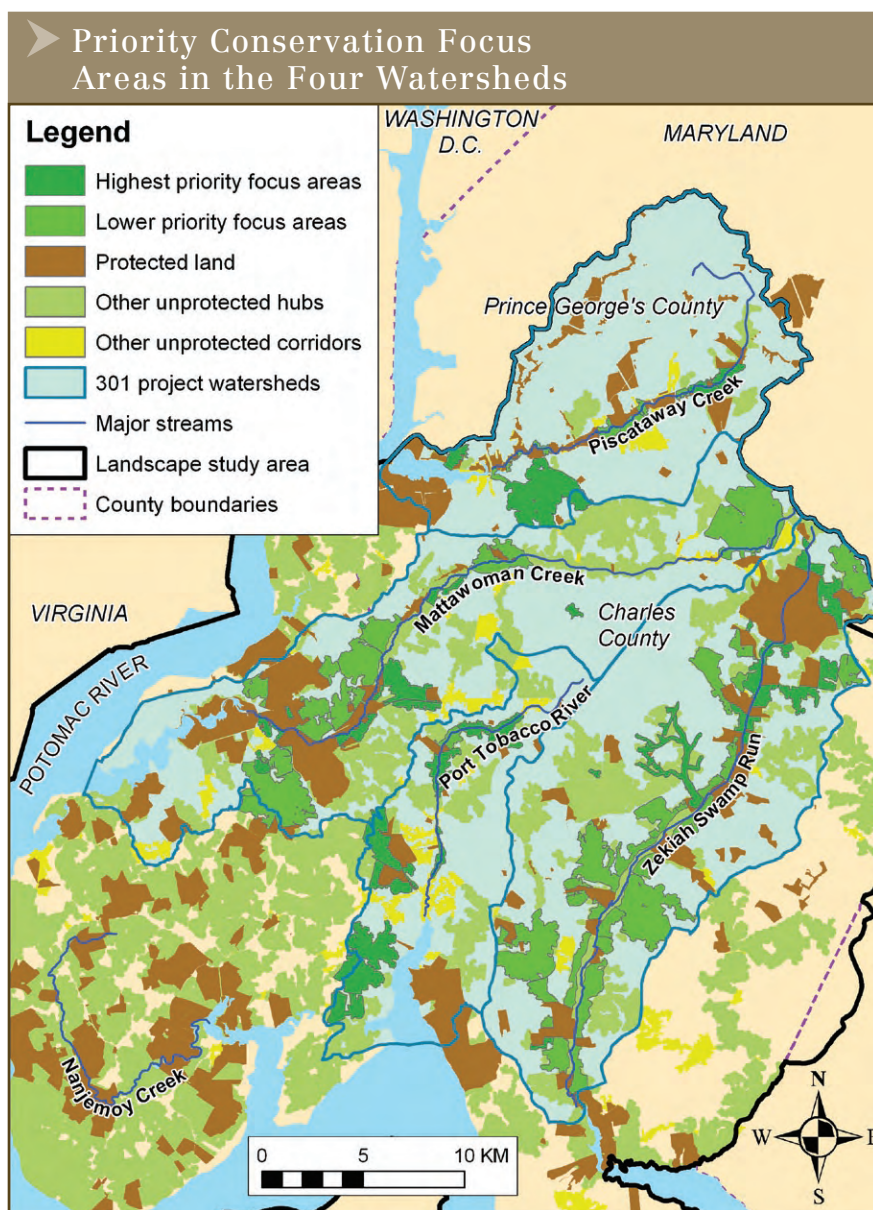 Priority Conservation Focus
Areas in the Four Watersheds
Legend
Highest priority focus areas
Lower priority focus areas
Protected land
Other unprotected hubs
Other unprotected corridors
301 project watersheds
Major streams
Landscape study area
County boundaries
WASHINGTON
D.C.
MARYLAND
Prince George's County
Piscataway Creek
Mattawoman Creek
VIRGINIA
Charles
County
POTOMAC RIVER
Port Tobacco River
Zekiah Swamp Run
Nanjemoy Creek
0 5 10 KM
N
W E
S